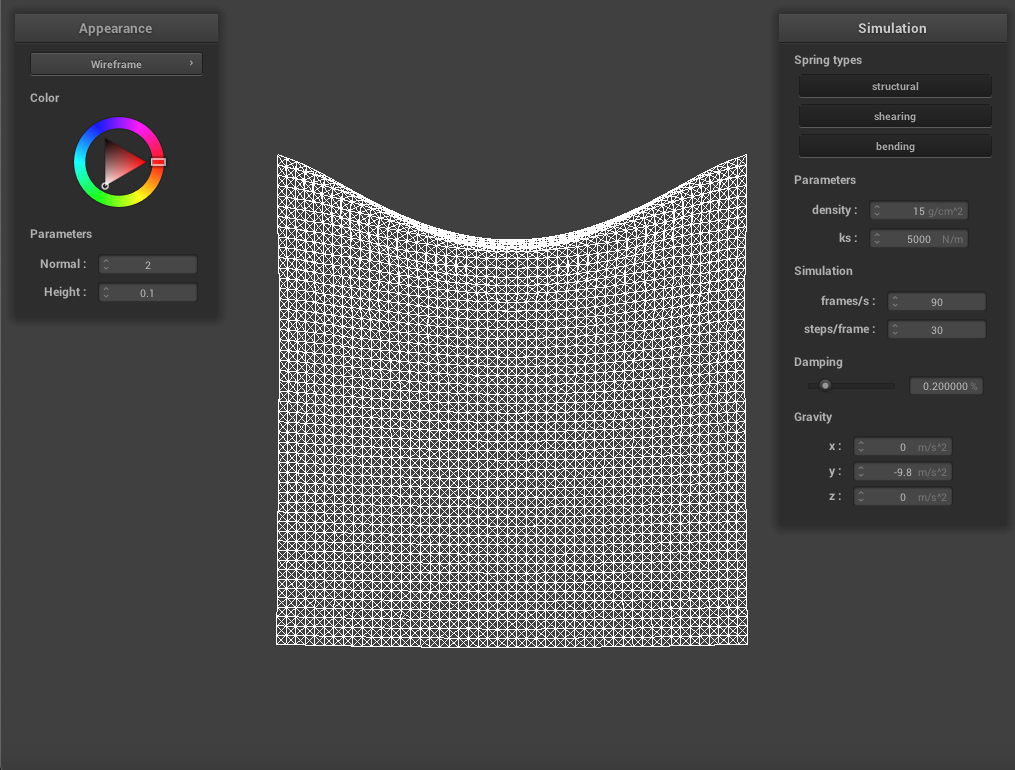 Appearance
Wireframe ›
Color
Parameters
Normal : 2
Height : 0.1
Simulation
Spring types
structural
shearing
bending
Parameters
density : 15 g/cm^2
ks : 5000 N/m
Simulation
frames/s : 90
steps/frame : 30
Damping
0.200000 %
Gravity
x : 0 m/s^2
y : -9.8 m/s^2
z : 0 m/s^2